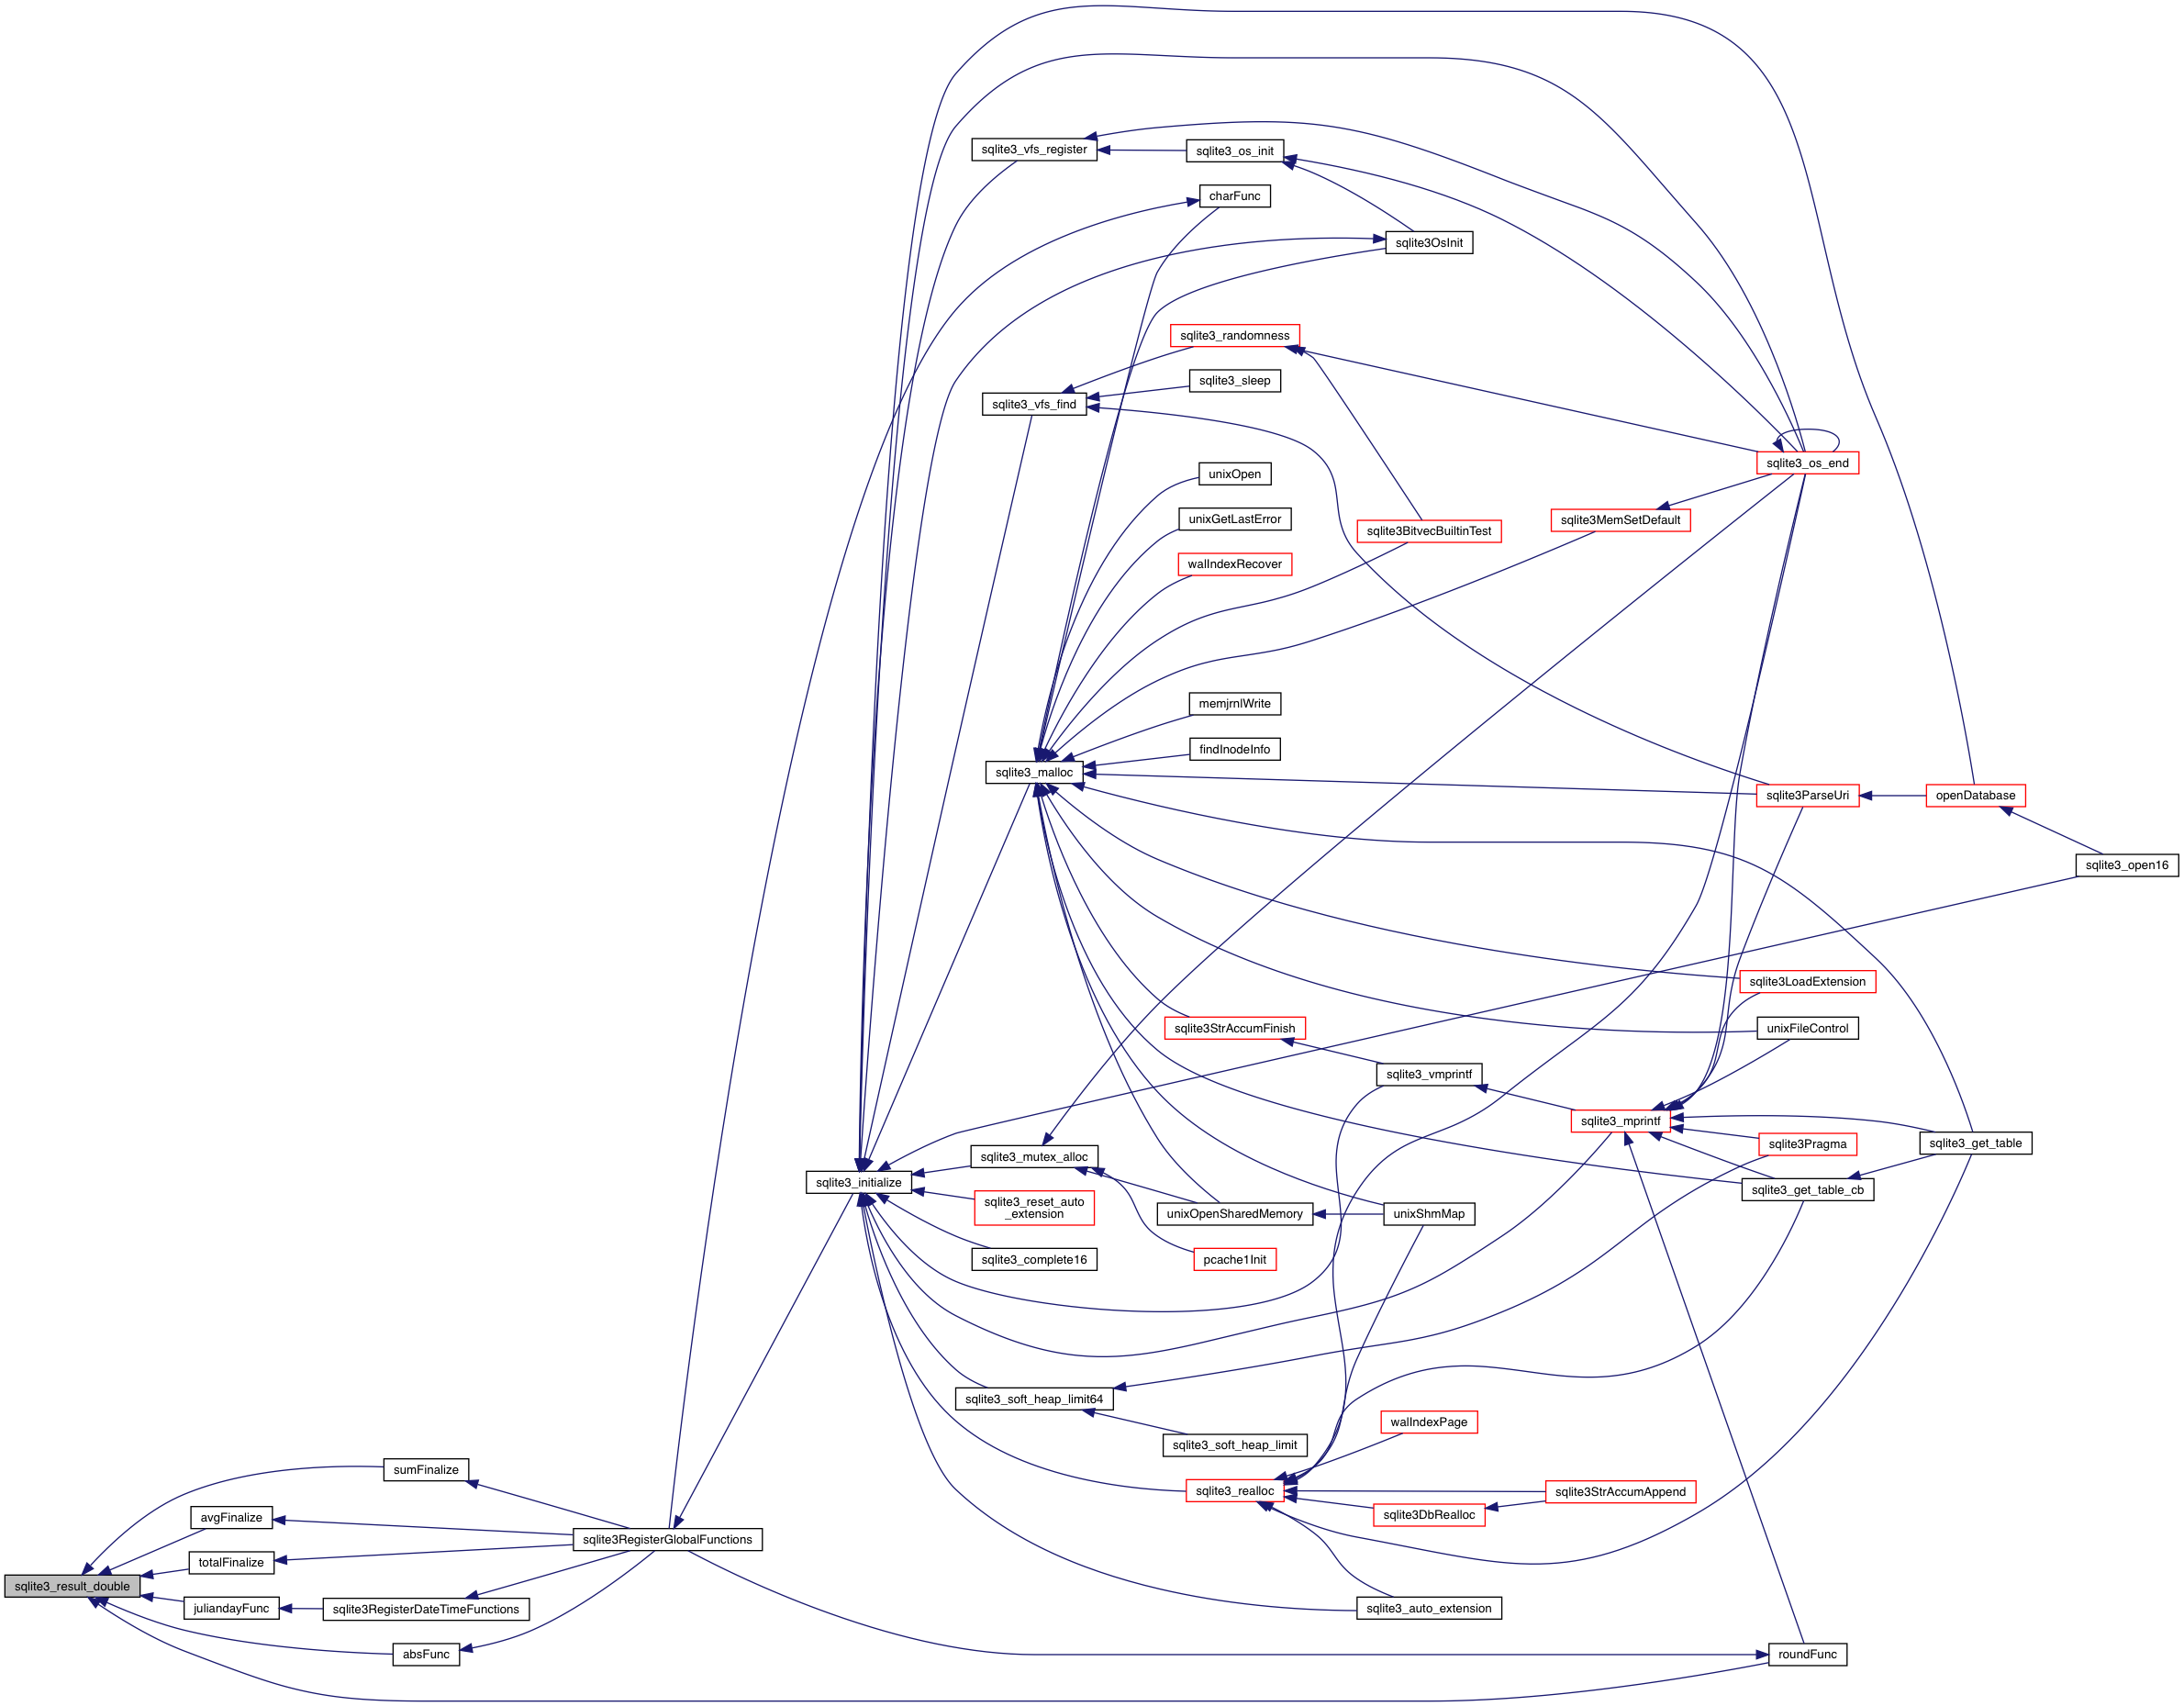 sqlite3_vfs_register
sqlite3_os_init
charFunc
sqlite3OsInit
sqlite3_randomness
sqlite3_sleep
sqlite3_vfs_find
sqlite3_os_end
unixOpen
unixGetLastError
sqlite3BitvecBuiltinTest
sqlite3MemSetDefault
walIndexRecover
memjrnlWrite
findInodeInfo
sqlite3_malloc
sqlite3ParseUri
openDatabase
sqlite3_open16
sqlite3LoadExtension
sqlite3StrAccumFinish
unixFileControl
sqlite3_vmprintf
sqlite3_mprintf
sqlite3Pragma
sqlite3_get_table
sqlite3_mutex_alloc
sqlite3_initialize
sqlite3_get_table_cb
sqlite3_reset_auto
_extension
unixOpenSharedMemory
unixShmMap
sqlite3_complete16
pcache1Init
sqlite3_soft_heap_limit64
walIndexPage
sqlite3_soft_heap_limit
sumFinalize
sqlite3_realloc
sqlite3StrAccumAppend
sqlite3DbRealloc
avgFinalize
sqlite3RegisterGlobalFunctions
totalFinalize
sqlite3_result_double
juliandayFunc
sqlite3RegisterDateTimeFunctions
sqlite3_auto_extension
absFunc
roundFunc